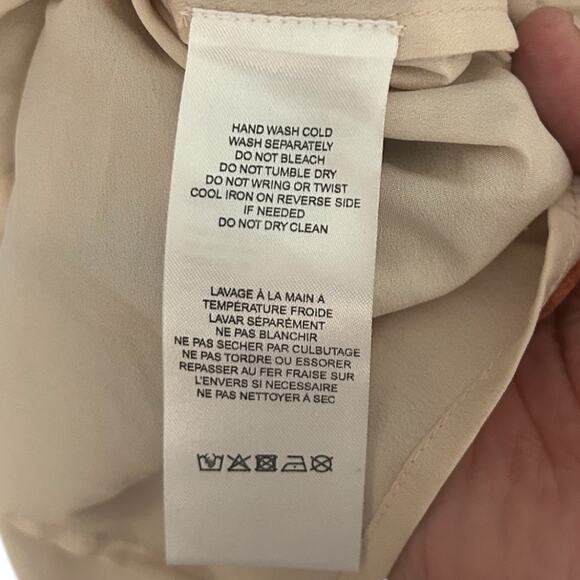 HAND WASH COLD
WASH SEPARATELY
DO NOT BLEACH
DO NOT TUMBLE DRY
DO NOT WRING OR TWIST
COOL IRON ON REVERSE SIDE
IF NEEDED
DO NOT DRY CLEAN
LAVAGE À LA MAIN A
TEMPÉRATURE FROIDE
LAVAR SÉPARÉMENT
NE PAS BLANCHIR
NE PAS SECHER PAR CULBUTAGE
NE PAS TORDRE OU ESSORER
REPASSER AU FER FRAISE SUR
L'ENVERS SI NECESSAIRE
NE PAS NETTOYER À SEC